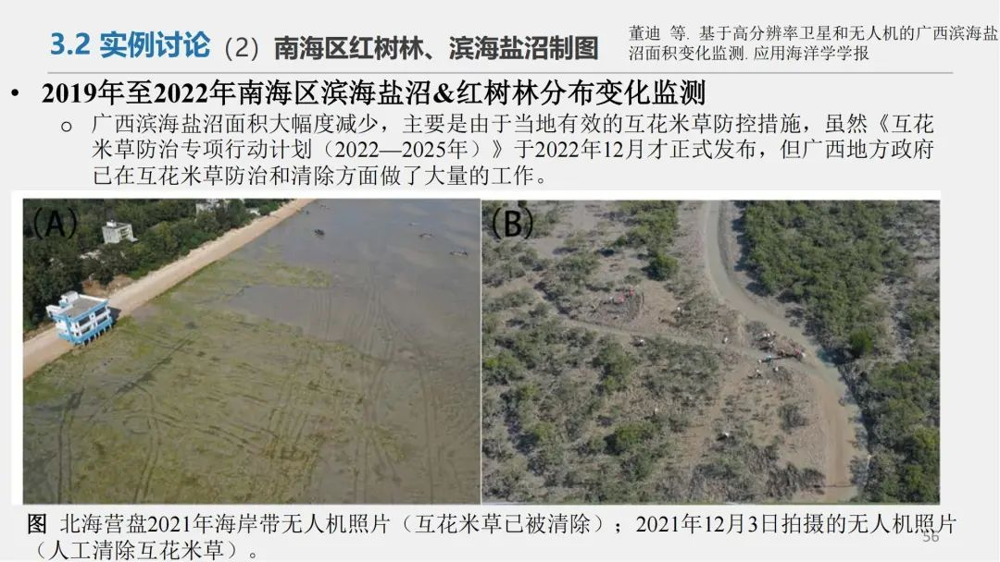 3.2 实例讨论（2）南海区红树林、滨海盐沼制图
董迪 等. 基于高分辨率卫星和无人机的广西滨海盐
沼面积变化监测. 应用海洋学学报
• 2019年至2022年南海区滨海盐沼&红树林分布变化监测
o 广西滨海盐沼面积大幅度减少，主要是由于当地有效的互花米草防控措施，虽然《互花
米草防治专项行动计划（2022—2025年）》于2022年12月才正式发布，但广西地方政府
已在互花米草防治和清除方面做了大量的工作。
(A)
(B)
图 北海营盘2021年海岸带无人机照片（互花米草已被清除）；2021年12月3日拍摄的无人机照片
（人工清除互花米草）。
56